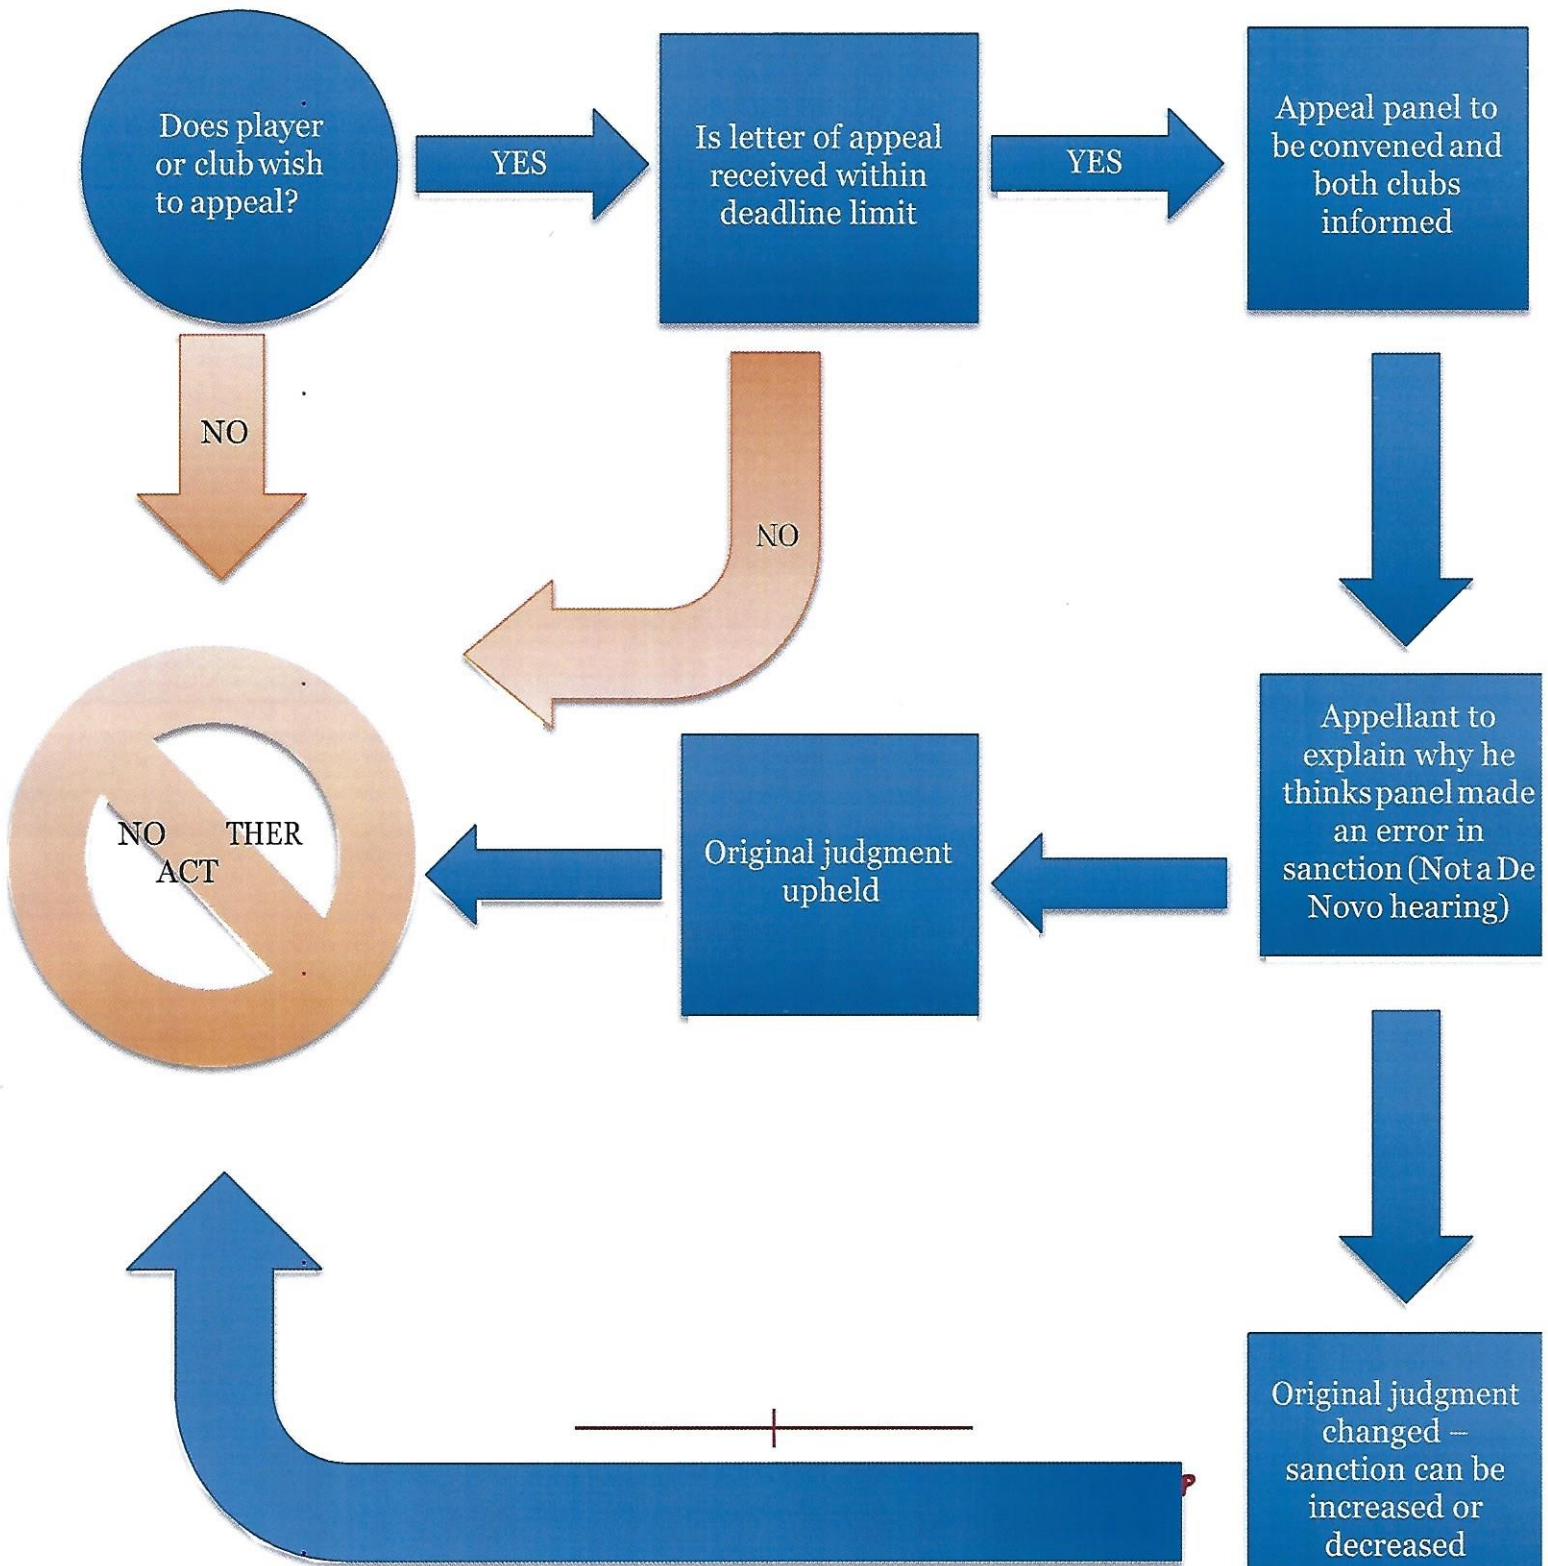 Does player
or club wish
to appeal?
YES
Is letter of appeal
received within
deadline limit
YES
Appeal panel to
be convened and
both clubs
informed
NO
NO
NO THER
ACT
Original judgment
upheld
Appellant to
explain why he
thinks panel made
an error in
sanction (Not a De
Novo hearing)
Original judgment
changed –
sanction can be
increased or
decreased